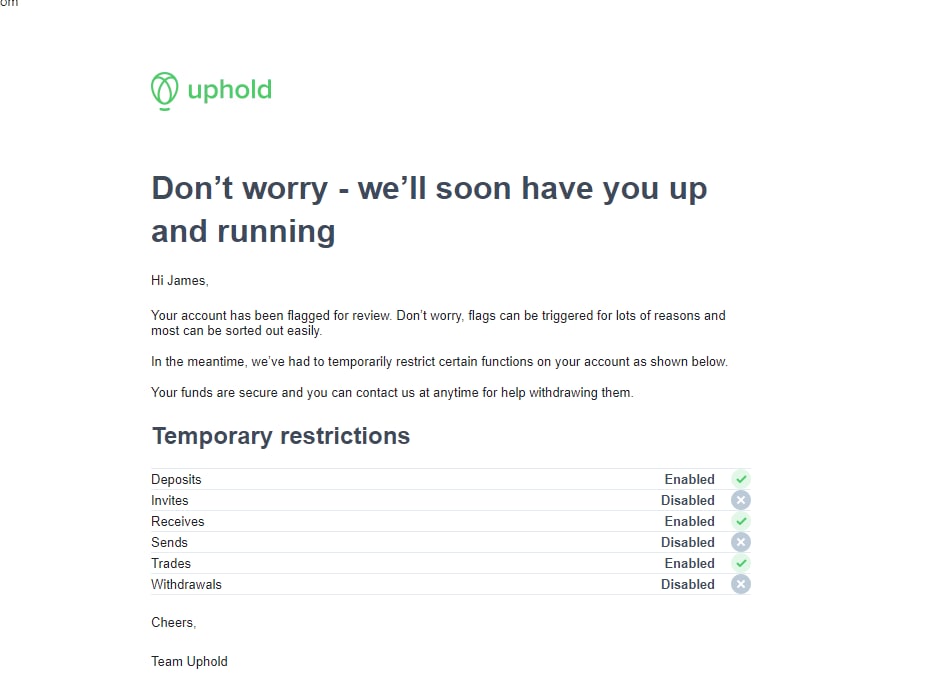 om
uphold
Don’t worry - we’ll soon have you up
and running
Hi James,
Your account has been flagged for review. Don’t worry, flags can be triggered for lots of reasons and
most can be sorted out easily.
In the meantime, we’ve had to temporarily restrict certain functions on your account as shown below.
Your funds are secure and you can contact us at anytime for help withdrawing them.
Temporary restrictions
Deposits Enabled
Invites Disabled
Receives Enabled
Sends Disabled
Trades Enabled
Withdrawals Disabled
Cheers,
Team Uphold